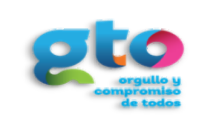 gto
orgullo y
compromiso
de todos